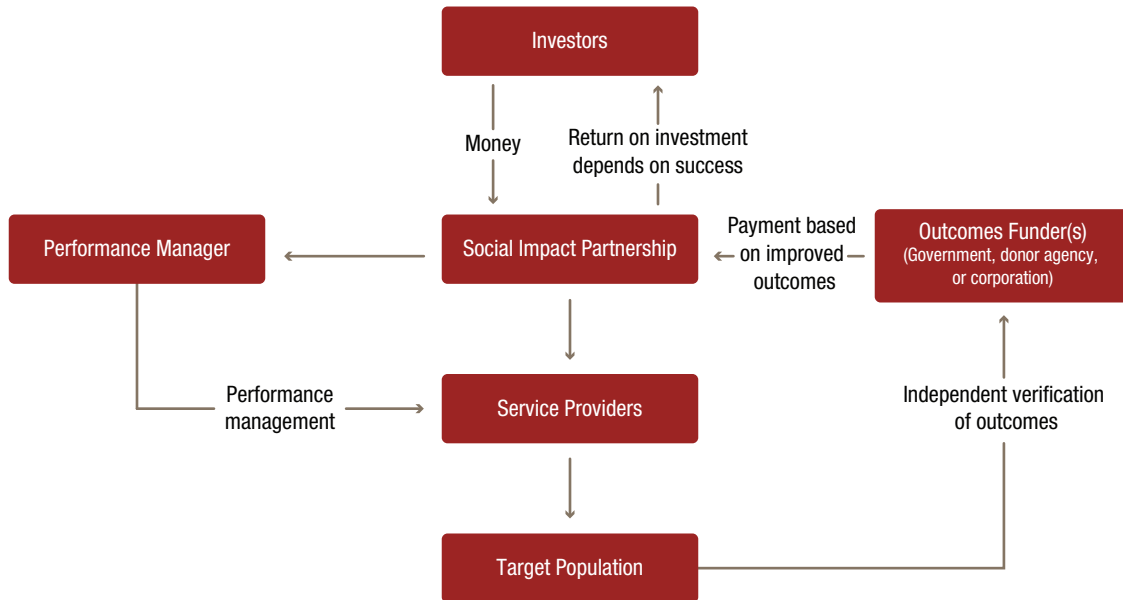 Investors
Money
Return on investment
depends on success
Performance Manager
Social Impact Partnership
Payment based
on improved
outcomes
Outcomes Funder(s)
(Government, donor agency,
or corporation)
Performance
management
Service Providers
Independent verification
of outcomes
Target Population